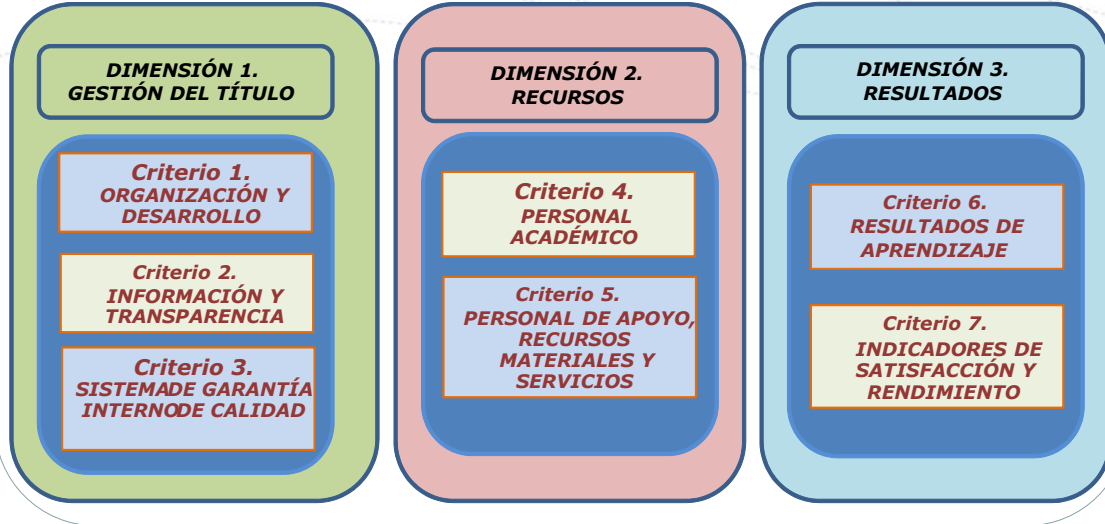 DIMENSIÓN 1.
GESTIÓN DEL TÍTULO
Criterio 1.
ORGANIZACIÓN Y
DESARROLLO
Criterio 2.
INFORMACIÓN Y
TRANSPARENCIA
Criterio 3.
SISTEMADE GARANTÍA
INTERNODE CALIDAD
DIMENSIÓN 2.
RECURSOS
Criterio 4.
PERSONAL
ACADÉMICO
Criterio 5.
PERSONAL DE APOYO,
RECURSOS
MATERIALES Y
SERVICIOS
DIMENSIÓN 3.
RESULTADOS
Criterio 6.
RESULTADOS DE
APRENDIZAJE
Criterio 7.
INDICADORES DE
SATISFACCIÓN Y
RENDIMIENTO